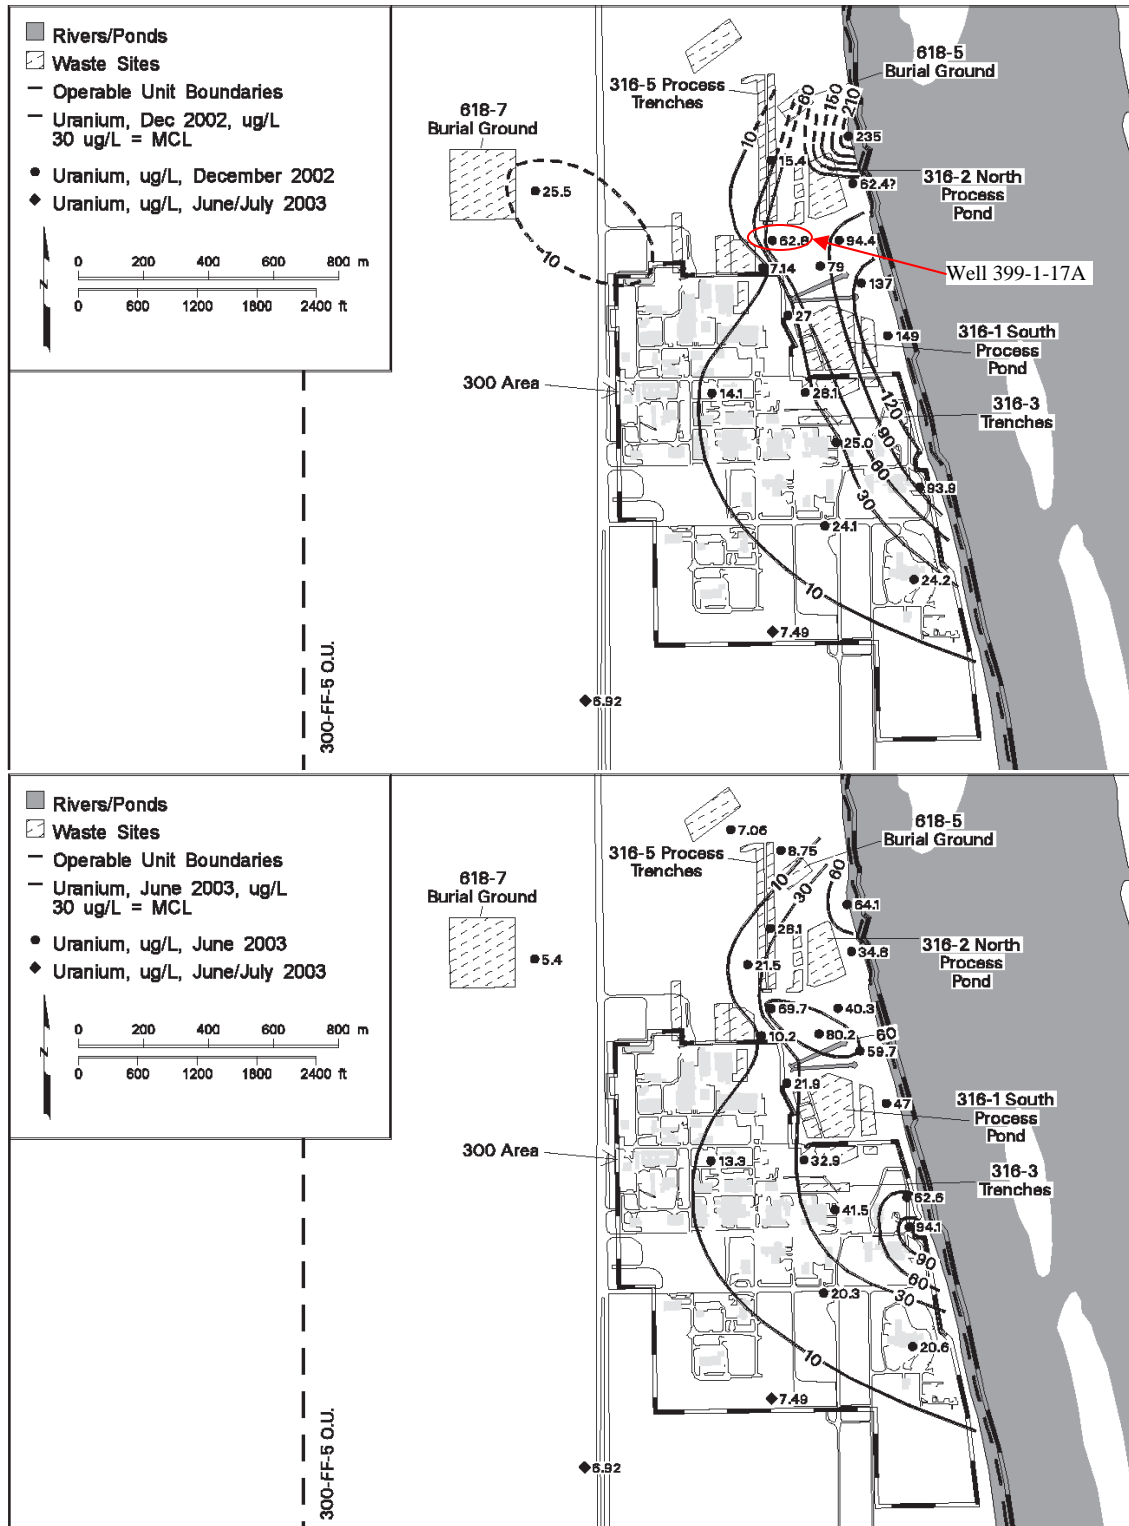 Rivers/Ponds
Waste Sites
Operable Unit Boundaries
Uranium, Dec 2002, ug/L
30 ug/L = MCL
Uranium, ug/L, December 2002
Uranium, ug/L, June/July 2003
N
0 200 400 600 800 m
0 600 1200 1800 2400 ft
618-5
Burial Ground
316-5 Process
Trenches
618-7
Burial Ground
60
150
210
235
10
15.4
25.5
316-2 North
Process
Pond
62.4?
10
62.8
94.4
7.14
79
Well 399-1-17A
137
27
149
316-1 South
Process
Pond
300 Area
14.1
28.1
120
316-3
Trenches
90
25.0
60
93.9
30
24.1
24.2
10
7.49
6.92
300-FF-5 O.U.
Rivers/Ponds
Waste Sites
Operable Unit Boundaries
Uranium, June 2003, ug/L
30 ug/L = MCL
Uranium, ug/L, June 2003
Uranium, ug/L, June/July 2003
N
0 200 400 600 800 m
0 600 1200 1800 2400 ft
7.06
618-5
Burial Ground
8.75
316-5 Process
Trenches
10
30
60
618-7
Burial Ground
64.1
28.1
34.8
316-2 North
Process
Pond
5.4
21.5
69.7
40.3
10.2
80.2
60
59.7
21.9
47
316-1 South
Process
Pond
300 Area
13.3
32.9
316-3
Trenches
62.6
41.5
94.1
90
60
20.3
30
20.6
10
7.49
6.92
300-FF-5 O.U.